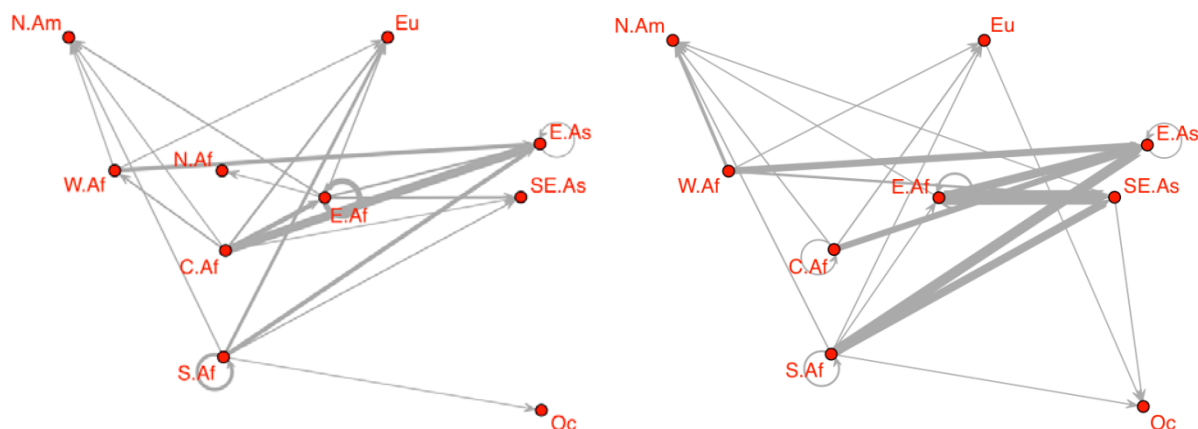 N.Am
Eu
E.As
N.Af
W.Af
SE.As
E.Af
C.Af
S.Af
Oc
N.Am
Eu
E.As
W.Af
E.Af
SE.As
C.Af
S.Af
Oc